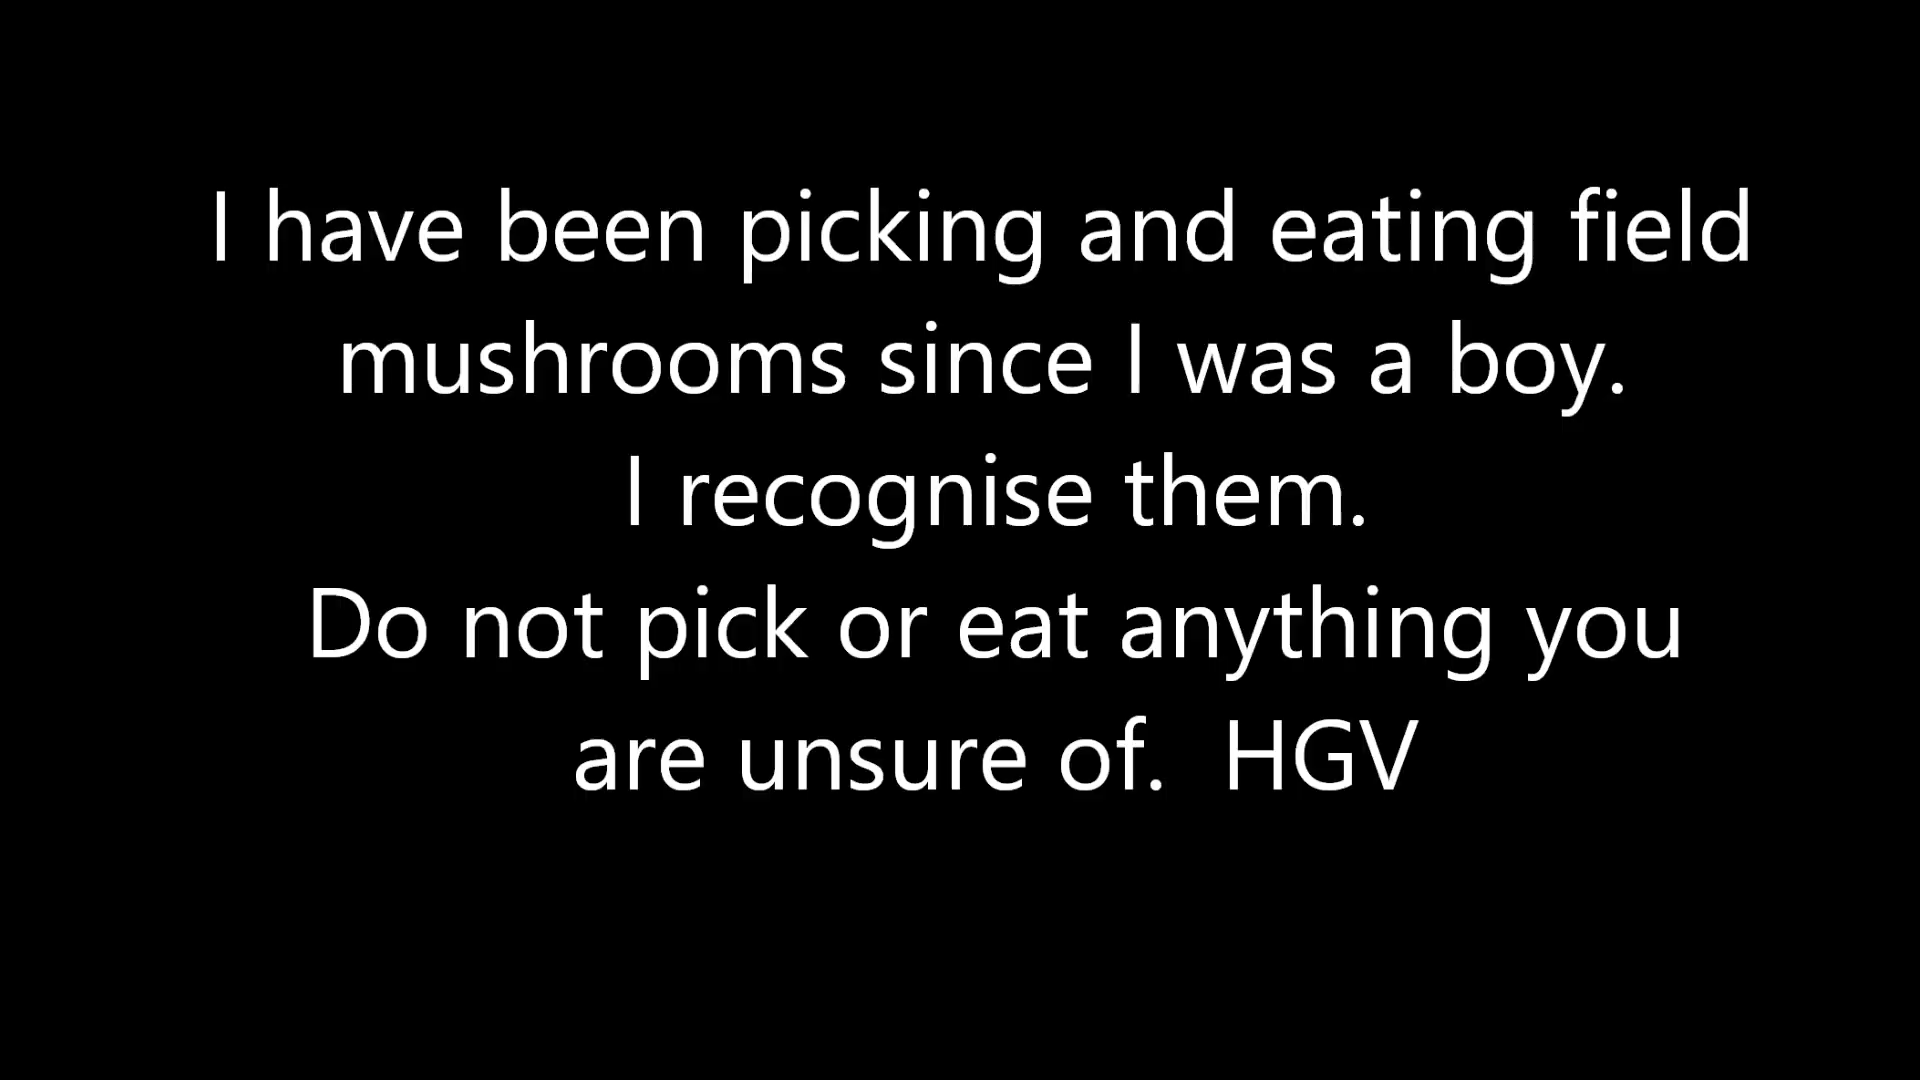 I have been picking and eating field
mushrooms since I was a boy.
I recognise them.
Do not pick or eat anything you
are unsure of.  HGV